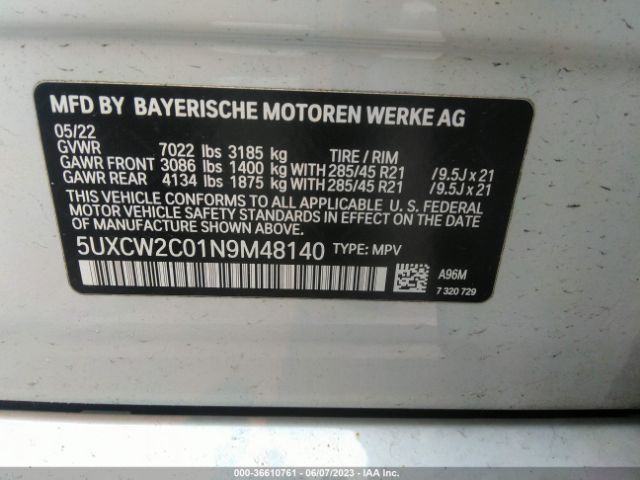 MFD BY BAYERISCHE MOTOREN WERKE AG
05/22
GVWR 7022 lbs 3185 kg TIRE / RIM
GAWR FRONT 3086 lbs 1400 kg WITH 285/45 R21 / 9.5J x 21
GAWR REAR 4134 lbs 1875 kg WITH 285/45 R21 / 9.5J x 21
THIS VEHICLE CONFORMS TO ALL APPLICABLE U. S. FEDERAL
MOTOR VEHICLE SAFETY STANDARDS IN EFFECT ON THE DATE
OF MANUFACTURE SHOWN ABOVE.
5UXCW2C01N9M48140 TYPE: MPV
A96M
7 320 729
000-36610761 - 06/07/2023 - IAA Inc.